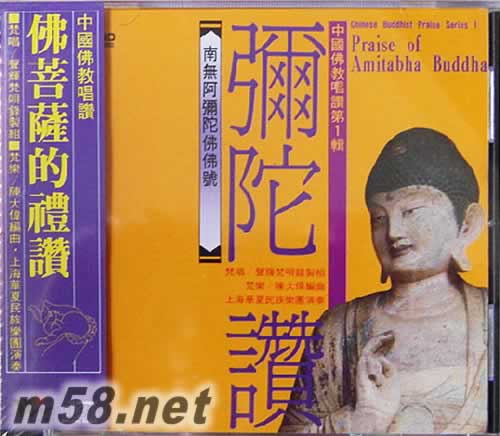 中國佛教唱讚
佛菩薩的禮讚
■梵唱／聲輝梵唄錄製組■梵樂／陳大偉編曲・上海華夏民族樂團演奏
Chinese Buddhist Praise Series 1
Praise of
Amitabha Buddha
中國佛教唱讚第1輯
彌陀讚
南無阿彌陀佛佛號
梵唱／聲輝梵唄錄製組
梵樂／陳大偉編曲
上海華夏民族樂團演奏
m58.net